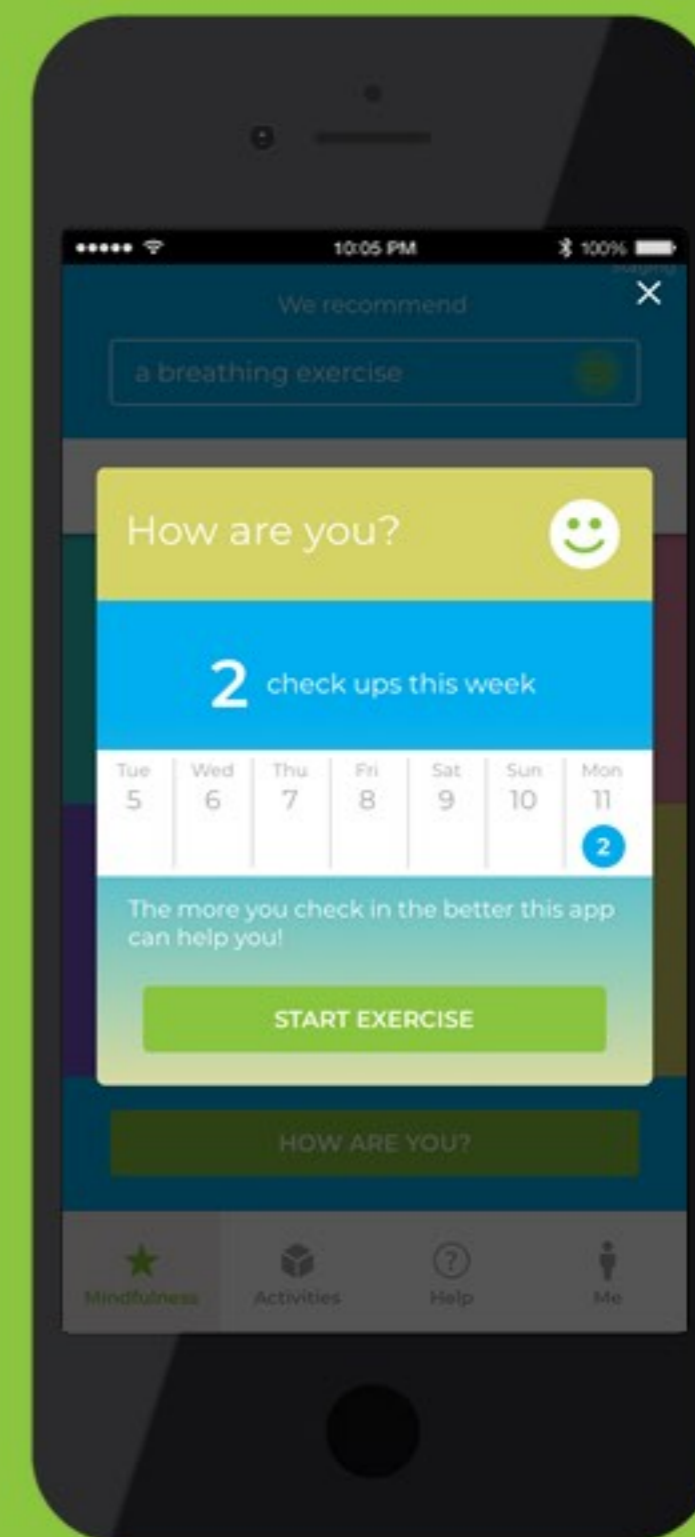 10:05 PM
100%
Staging
We recommend
a breathing exercise
How are you?
2 check ups this week
Tue Wed Thu Fri Sat Sun Mon
5 6 7 8 9 10 11
2
The more you check in the better this app
can help you!
START EXERCISE
HOW ARE YOU?
Mindfulness Activities Help Me